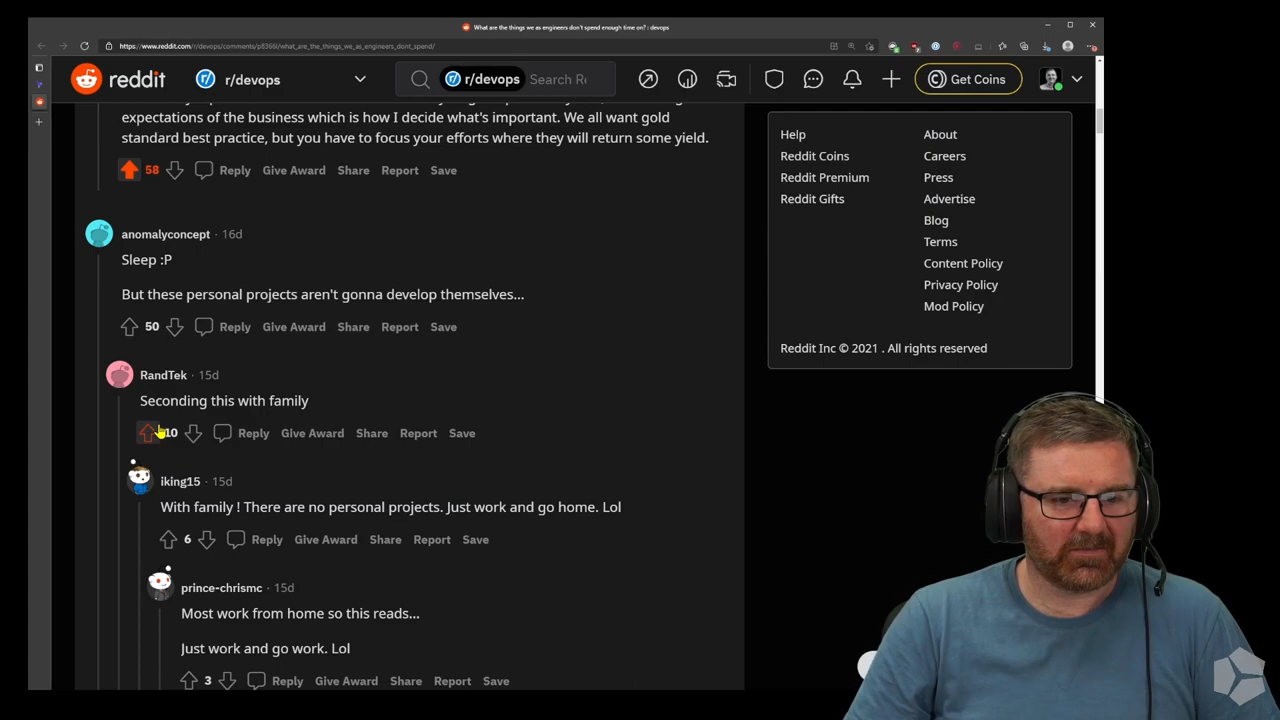 What are the things we as engineers don't spend enough time on? : devops
https://www.reddit.com/r/devops/comments/p8366l/what_are_the_things_we_as_engineers_dont_spend/
reddit
r/devops
r/devops Search Re
Get Coins
expectations of the business which is how I decide what's important. We all want gold
standard best practice, but you have to focus your efforts where they will return some yield.
58 Reply Give Award Share Report Save
anomalyconcept · 16d
Sleep :P
But these personal projects aren't gonna develop themselves...
50 Reply Give Award Share Report Save
RandTek · 15d
Seconding this with family
10 Reply Give Award Share Report Save
iking15 · 15d
With family ! There are no personal projects. Just work and go home. Lol
6 Reply Give Award Share Report Save
prince-chrismc · 15d
Most work from home so this reads...
Just work and go work. Lol
3 Reply Give Award Share Report Save
Help About
Reddit Coins Careers
Reddit Premium Press
Reddit Gifts Advertise
Blog
Terms
Content Policy
Privacy Policy
Mod Policy
Reddit Inc © 2021 . All rights reserved